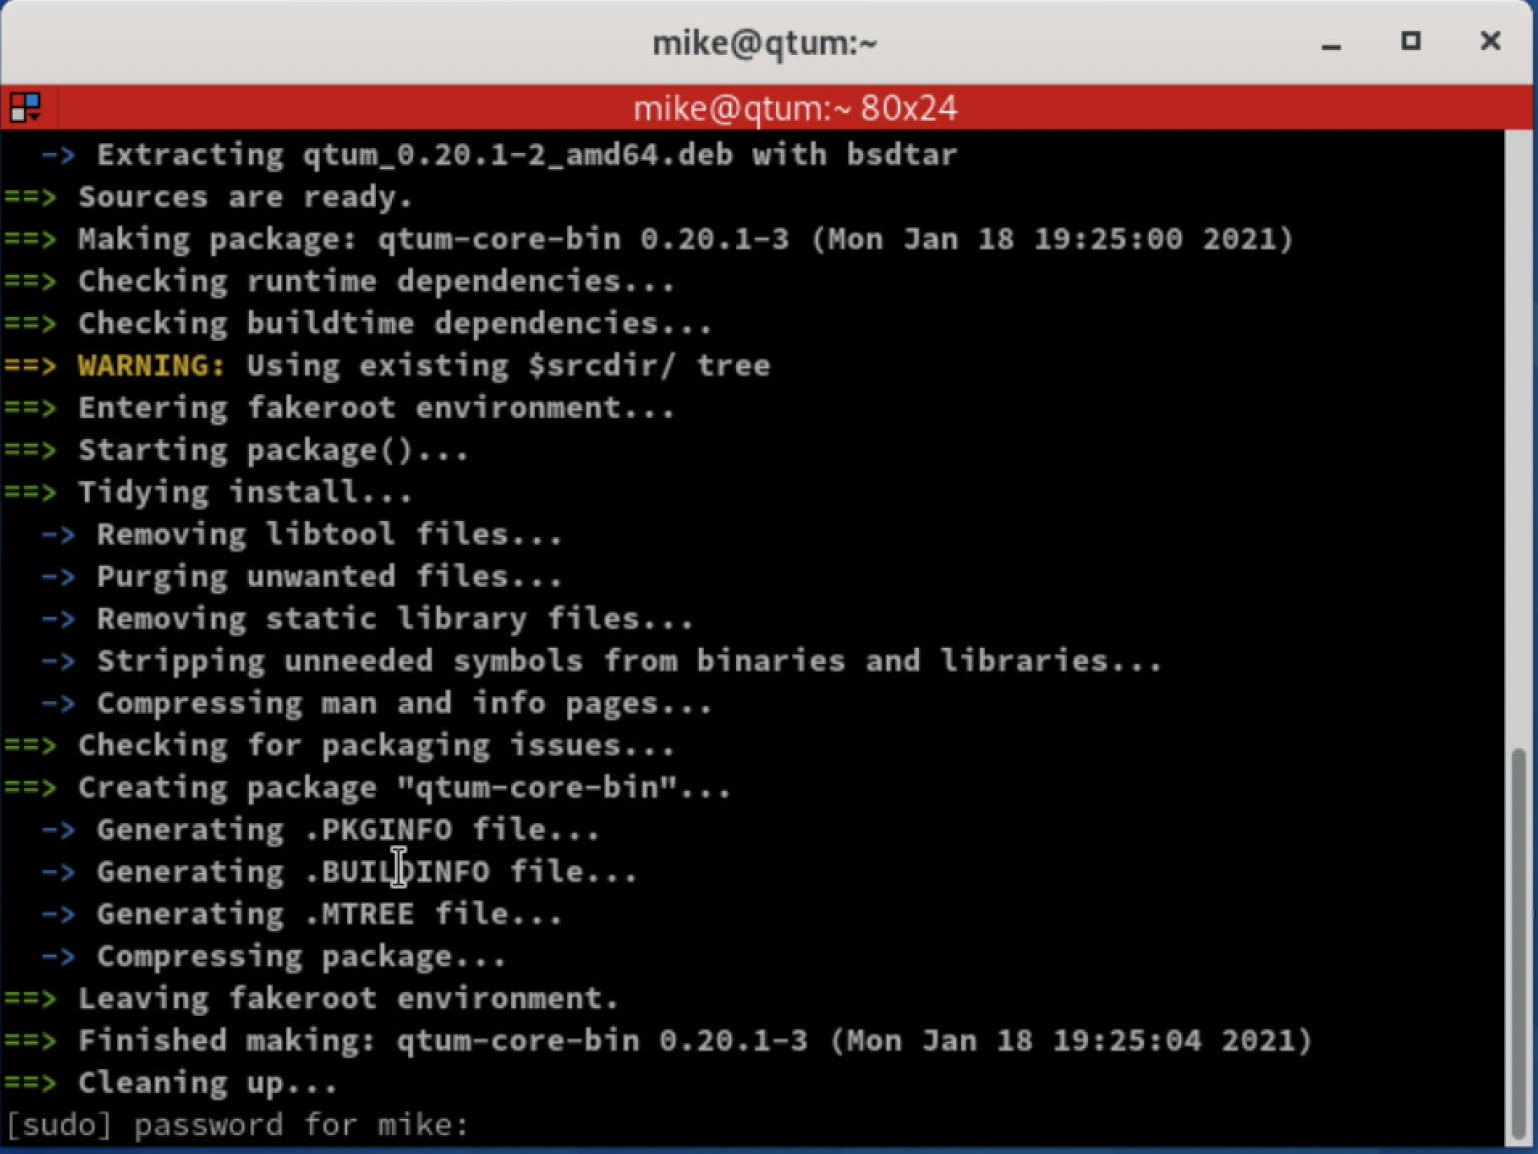 mike@qtum:~
mike@qtum:~ 80x24
-> Extracting qtum_0.20.1-2_amd64.deb with bsdtar
==> Sources are ready.
==> Making package: qtum-core-bin 0.20.1-3 (Mon Jan 18 19:25:00 2021)
==> Checking runtime dependencies...
==> Checking buildtime dependencies...
==> WARNING: Using existing $srcdir/ tree
==> Entering fakeroot environment...
==> Starting package()...
==> Tidying install...
-> Removing libtool files...
-> Purging unwanted files...
-> Removing static library files...
-> Stripping unneeded symbols from binaries and libraries...
-> Compressing man and info pages...
==> Checking for packaging issues...
==> Creating package "qtum-core-bin"...
-> Generating .PKGINFO file...
-> Generating .BUILDINFO file...
-> Generating .MTREE file...
-> Compressing package...
==> Leaving fakeroot environment.
==> Finished making: qtum-core-bin 0.20.1-3 (Mon Jan 18 19:25:04 2021)
==> Cleaning up...
[sudo] password for mike: